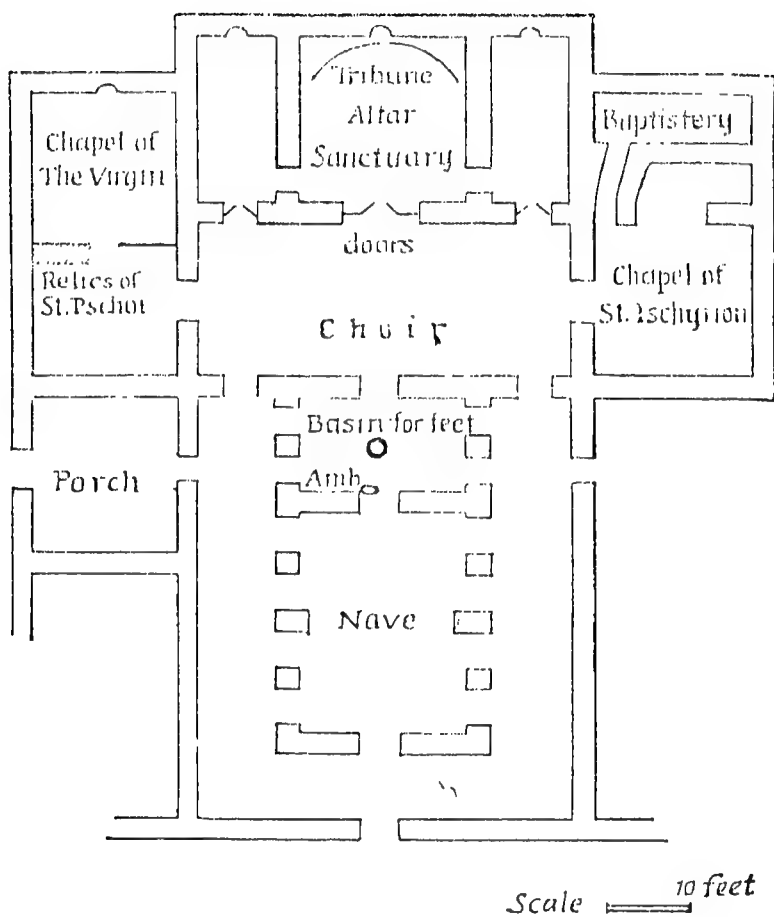 Tribune
Altar
Sanctuary
Chapel of
The Virgin
Baptistery
doors
Relics of
St. Pschoi
Choir
Chapel of
St. Ischyrion
Basin for feet
Porch
Amb.
Nave
Scale 10 feet